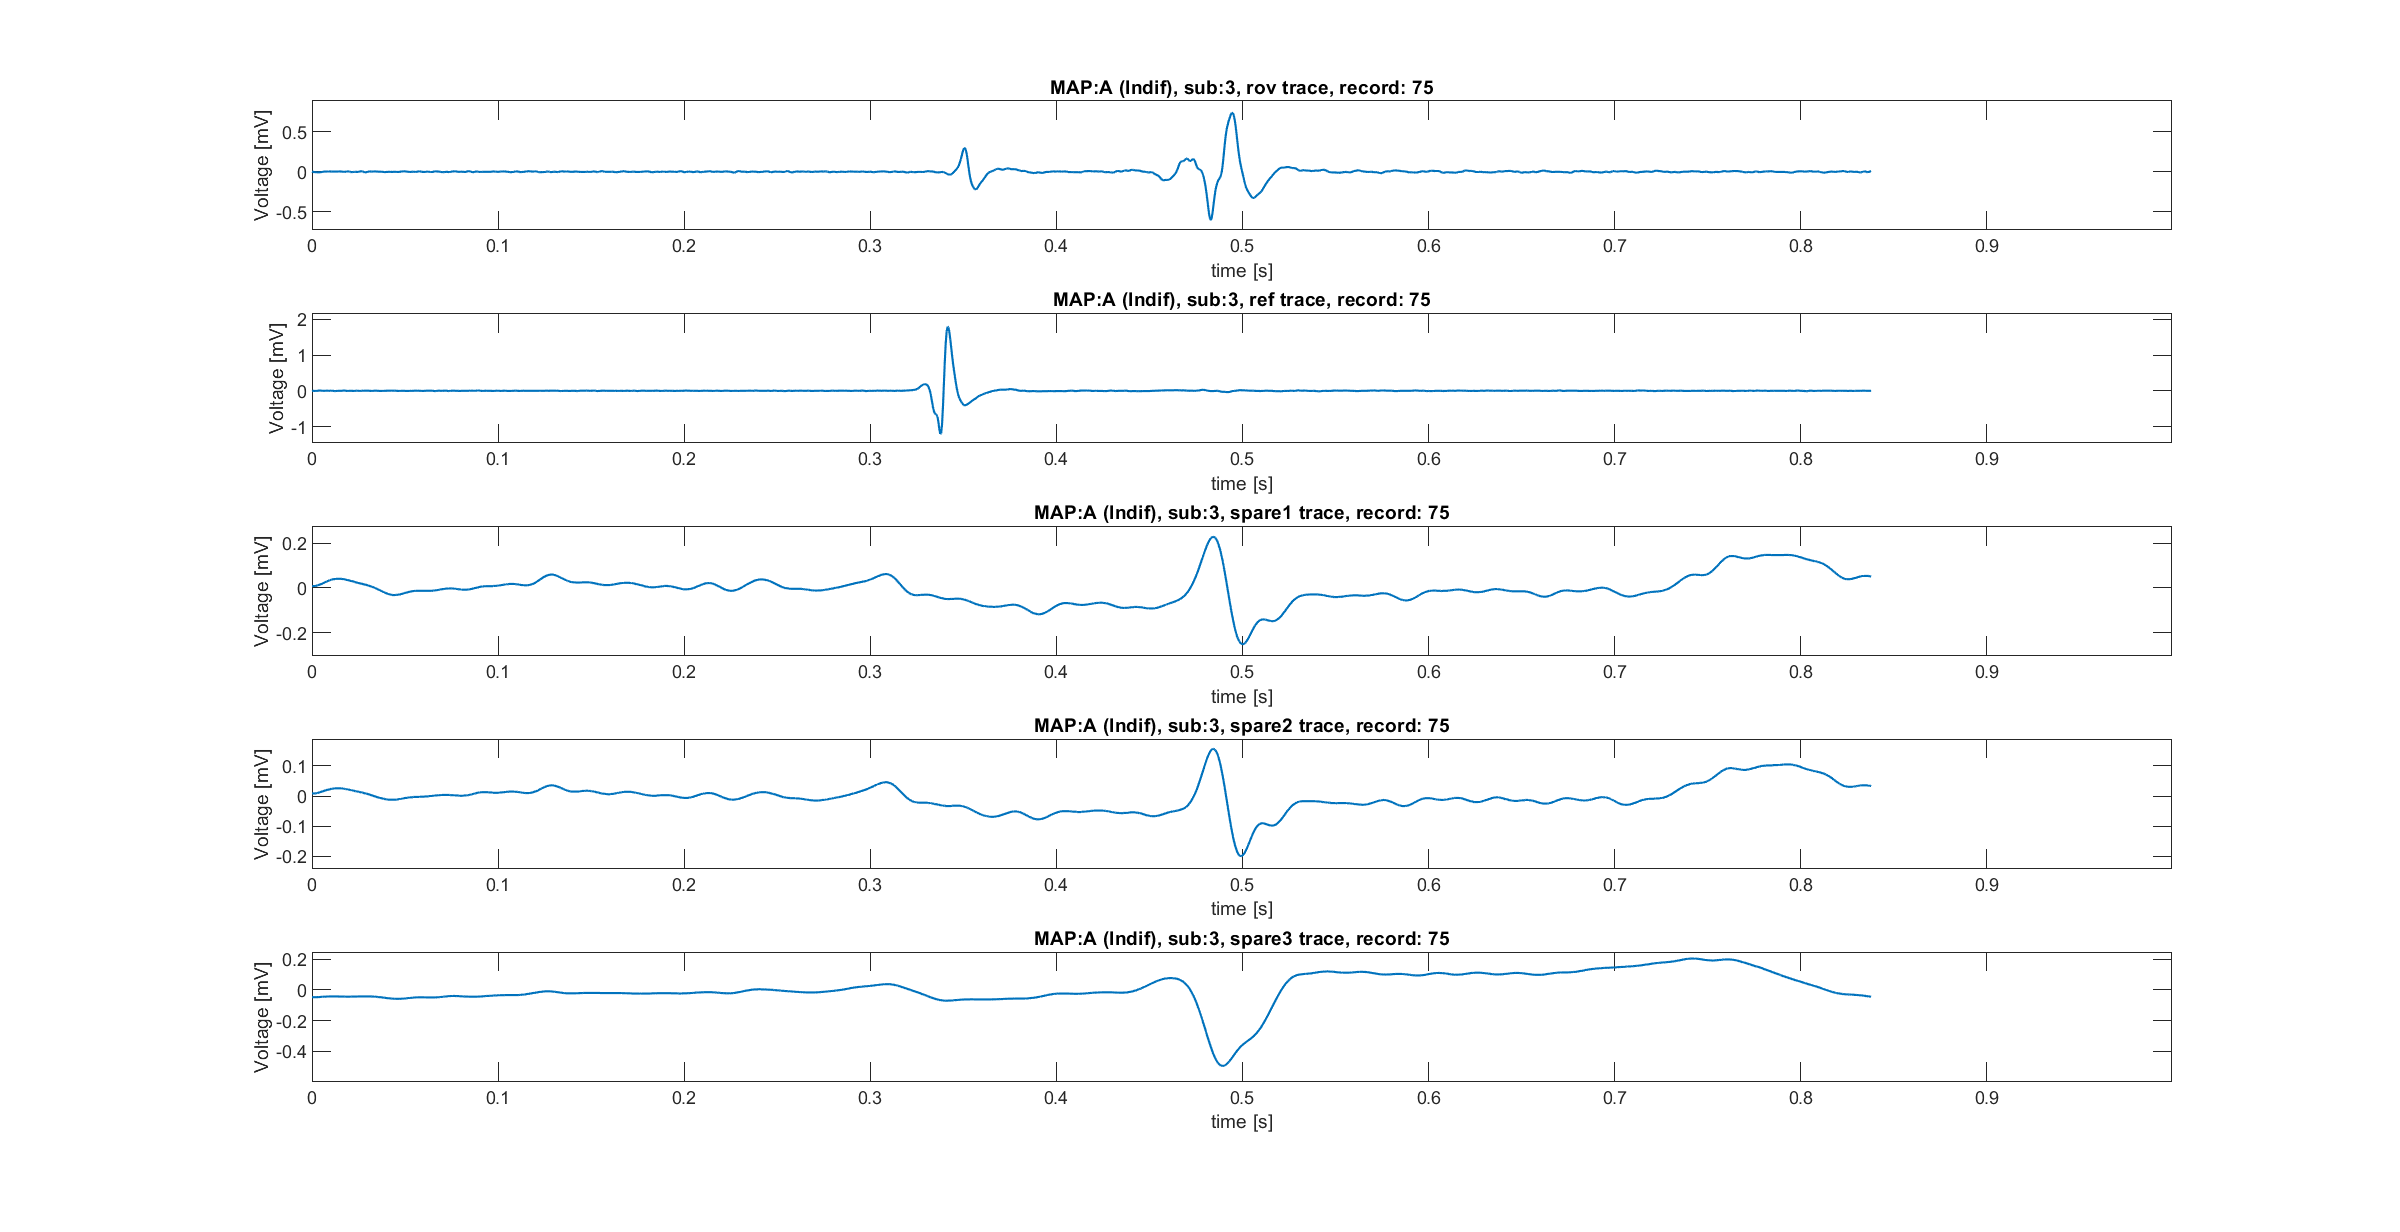 MAP:A (Indif), sub:3, rov trace, record: 75
Voltage [mV]
0.5
0
-0.5
0 0.1 0.2 0.3 0.4 0.5 0.6 0.7 0.8 0.9
time [s]
MAP:A (Indif), sub:3, ref trace, record: 75
Voltage [mV]
2
1
0
-1
0 0.1 0.2 0.3 0.4 0.5 0.6 0.7 0.8 0.9
time [s]
MAP:A (Indif), sub:3, spare1 trace, record: 75
Voltage [mV]
0.2
0
-0.2
0 0.1 0.2 0.3 0.4 0.5 0.6 0.7 0.8 0.9
time [s]
MAP:A (Indif), sub:3, spare2 trace, record: 75
Voltage [mV]
0.1
0
-0.1
-0.2
0 0.1 0.2 0.3 0.4 0.5 0.6 0.7 0.8 0.9
time [s]
MAP:A (Indif), sub:3, spare3 trace, record: 75
Voltage [mV]
0.2
0
-0.2
-0.4
0 0.1 0.2 0.3 0.4 0.5 0.6 0.7 0.8 0.9
time [s]